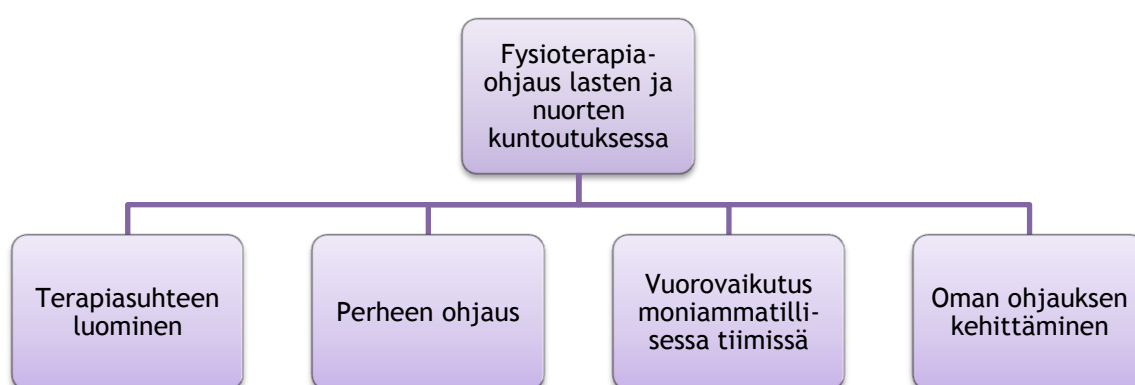 Fysioterapia-
ohjaus lasten ja
nuorten
kuntoutuksessa
Terapiasuhteen
luominen
Perheen ohjaus
Vuorovaikutus
moniammatilli-
sessa tiimissä
Oman ohjauksen
kehittäminen